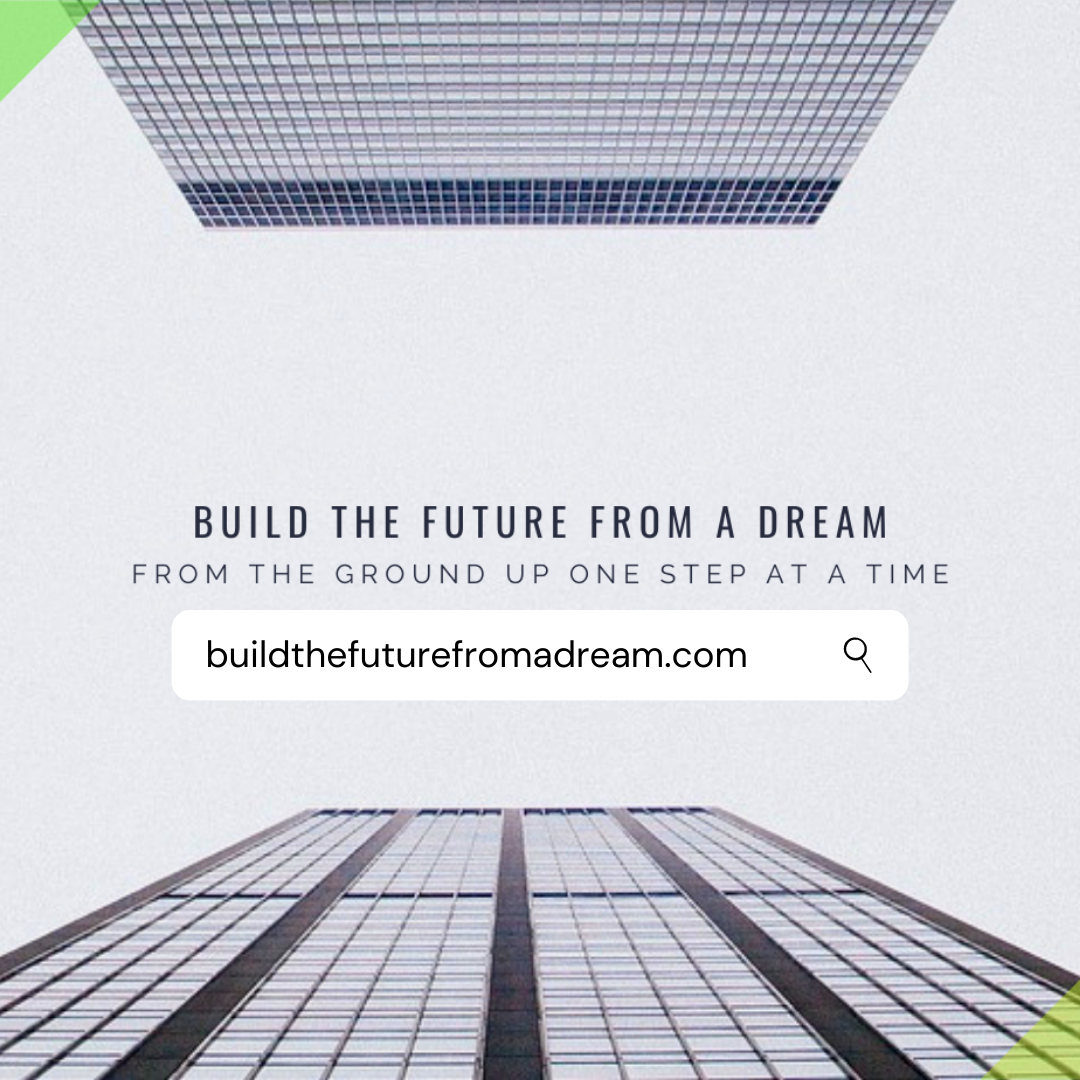 BUILD THE FUTURE FROM A DREAM
FROM THE GROUND UP ONE STEP AT A TIME
buildthefuturefromadream.com